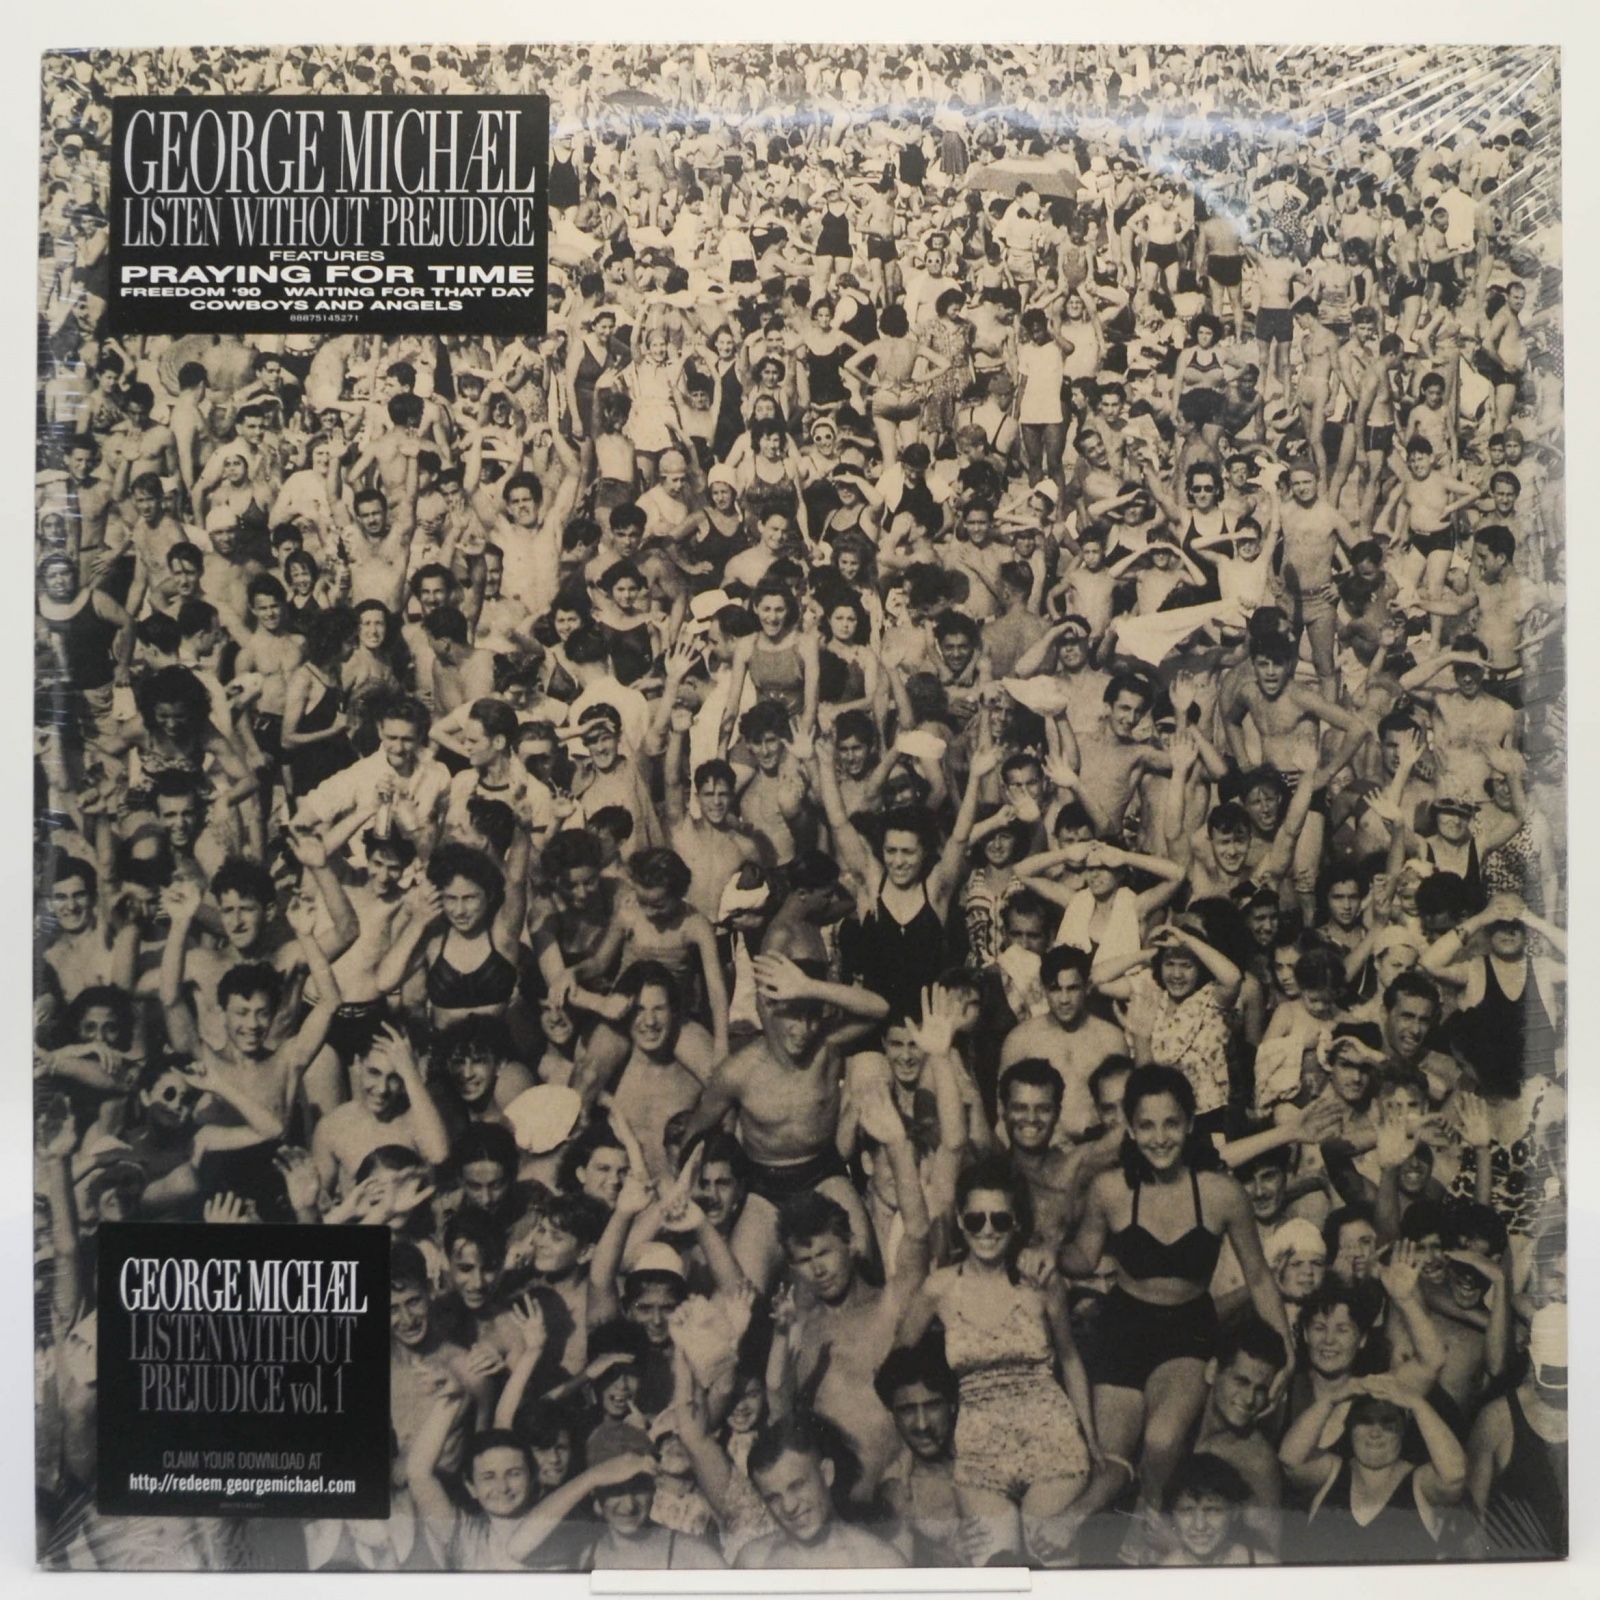 GEORGE MICHÆL
LISTEN WITHOUT PREJUDICE
FEATURES
PRAYING FOR TIME
FREEDOM '90 WAITING FOR THAT DAY
COWBOYS AND ANGELS
88875145271
GEORGE MICHÆL
LISTEN WITHOUT
PREJUDICE vol. 1
CLAIM YOUR DOWNLOAD AT
http://redeem.georgemichael.com